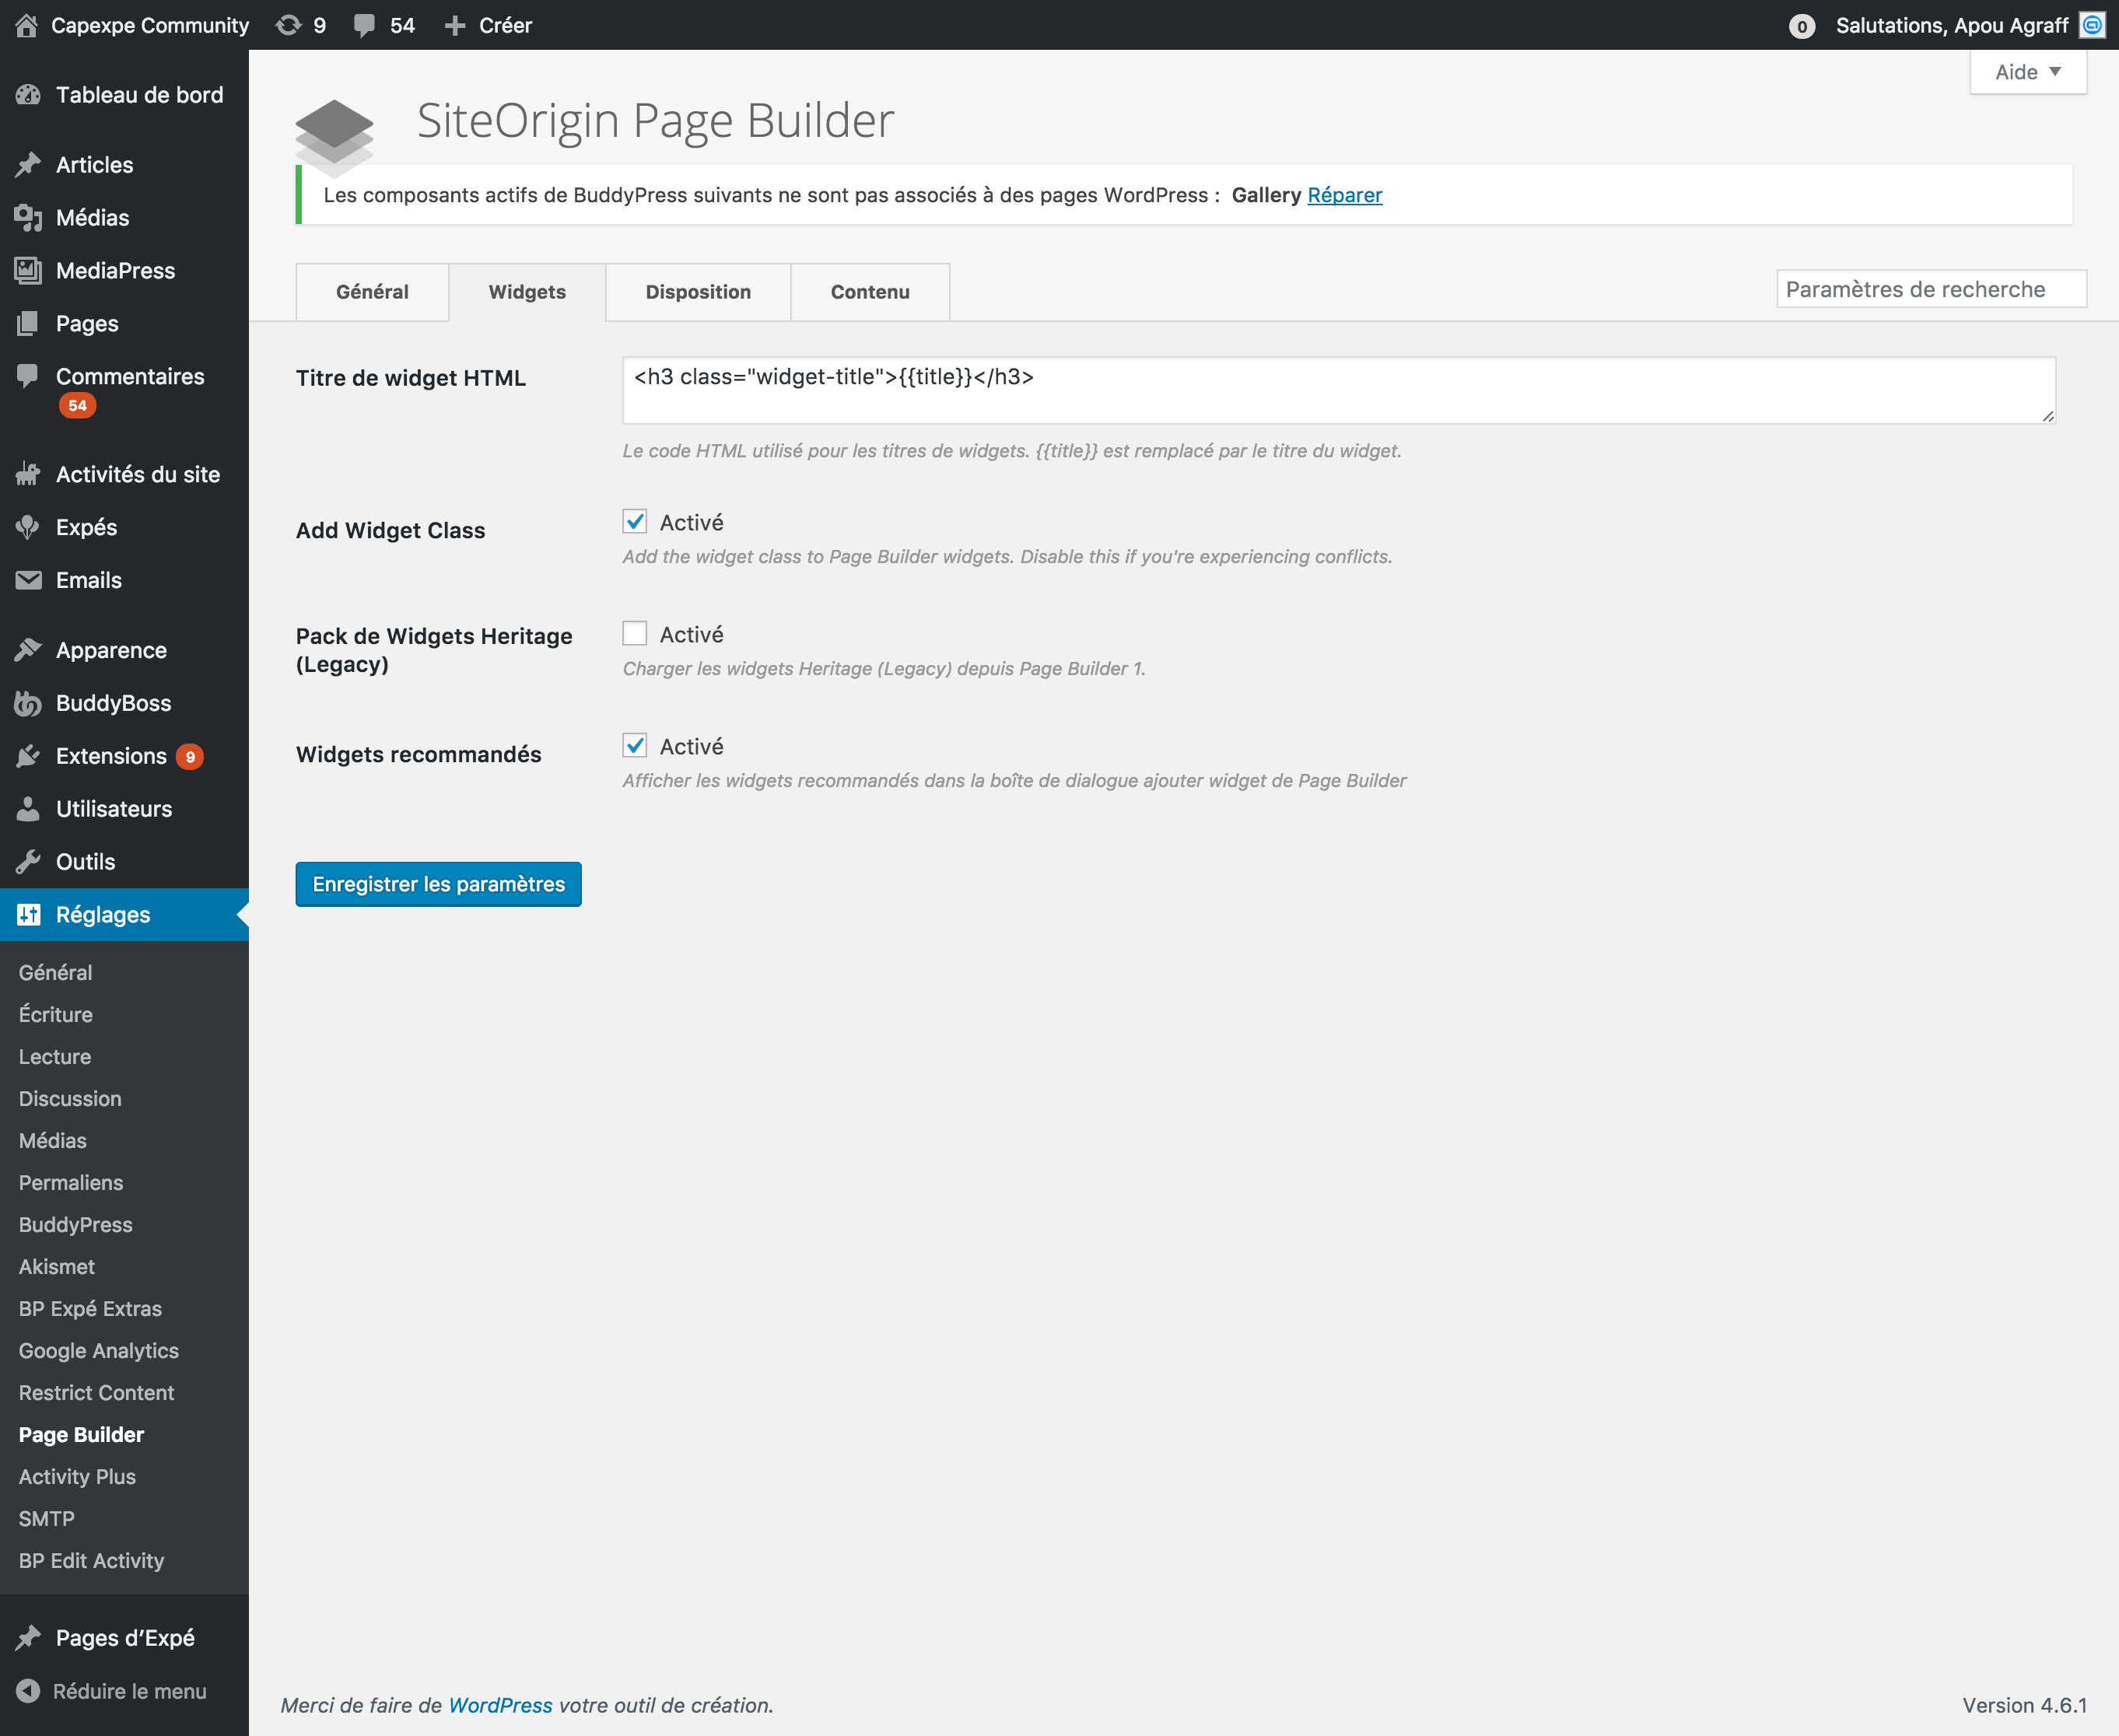 Capexpe Community 9 54 + Créer 0 Salutations, Apou Agraff
Aide ▼
Tableau de bord
Articles
Médias
MediaPress
Pages
Commentaires
54
Activités du site
Expés
Emails
Apparence
BuddyBoss
Extensions 9
Utilisateurs
Outils
Réglages
Général
Écriture
Lecture
Discussion
Médias
Permaliens
BuddyPress
Akismet
BP Expé Extras
Google Analytics
Restrict Content
Page Builder
Activity Plus
SMTP
BP Edit Activity
Pages d’Expé
Réduire le menu
SiteOrigin Page Builder
Les composants actifs de BuddyPress suivants ne sont pas associés à des pages WordPress : Gallery Réparer
Général Widgets Disposition Contenu Paramètres de recherche
Titre de widget HTML
<h3 class="widget-title">{{title}}</h3>
Le code HTML utilisé pour les titres de widgets. {{title}} est remplacé par le titre du widget.
Add Widget Class
Activé
Add the widget class to Page Builder widgets. Disable this if you're experiencing conflicts.
Pack de Widgets Heritage
(Legacy)
Activé
Charger les widgets Heritage (Legacy) depuis Page Builder 1.
Widgets recommandés
Activé
Afficher les widgets recommandés dans la boîte de dialogue ajouter widget de Page Builder
Enregistrer les paramètres
Merci de faire de WordPress votre outil de création.
Version 4.6.1